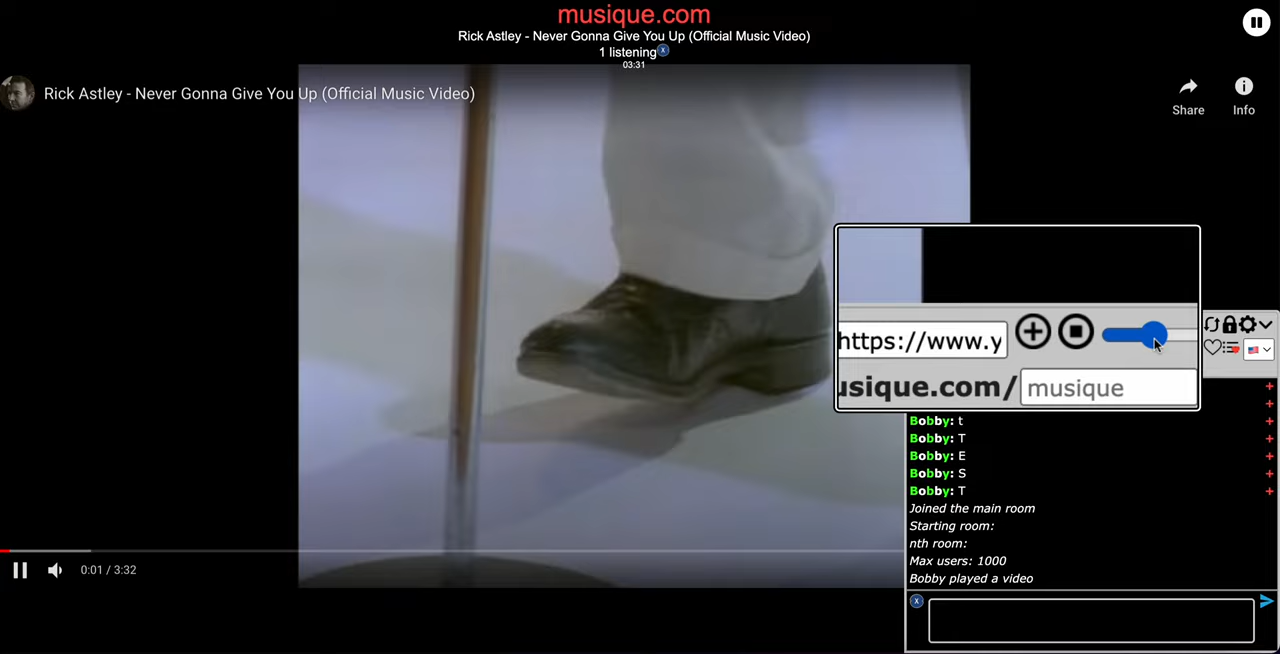 musique.com
Rick Astley - Never Gonna Give You Up (Official Music Video)
1 listening x
03:31
Rick Astley - Never Gonna Give You Up (Official Music Video)
Share
Info
https://www.y
usique.com/
musique
Bobby: t
Bobby: T
Bobby: E
Bobby: S
Bobby: T
Joined the main room
Starting room:
nth room:
Max users: 1000
Bobby played a video
0:01 / 3:32
x